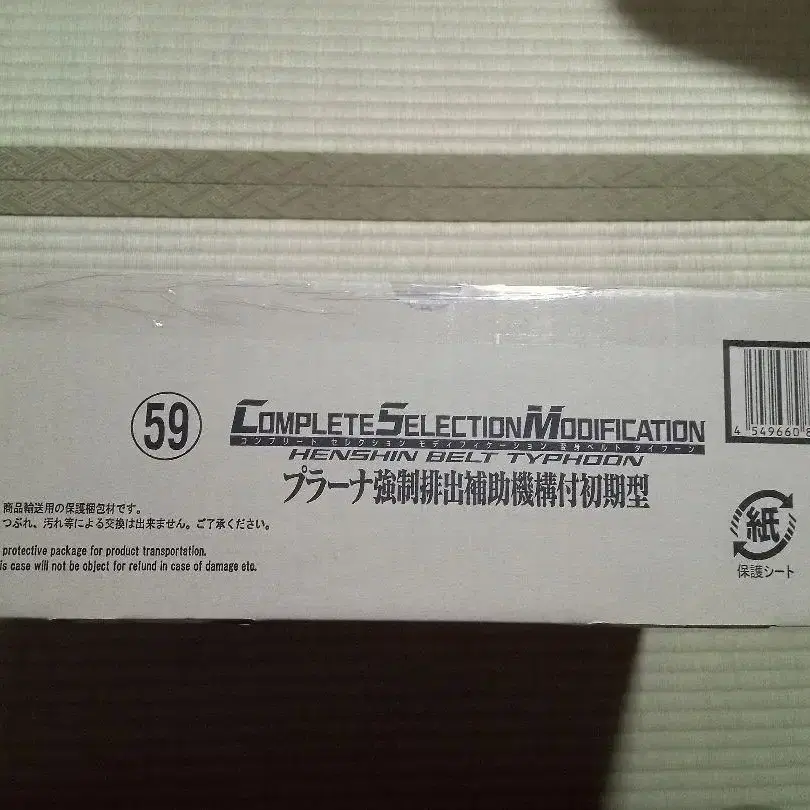 59
COMPLETE SELECTION MODIFICATION
コンプリート セレクション モディフィケーション 変身ベルト タイフーン
HENSHIN BELT TYPHOON
プラーナ強制排出補助機構付初期型
商品輸送用の保護梱包材です。
つぶれ、汚れ等による交換は出来ません。ご了承ください。
protective package for product transportation.
is case will not be object for refund in case of damage etc.
4 549660 8
紙
保護シート